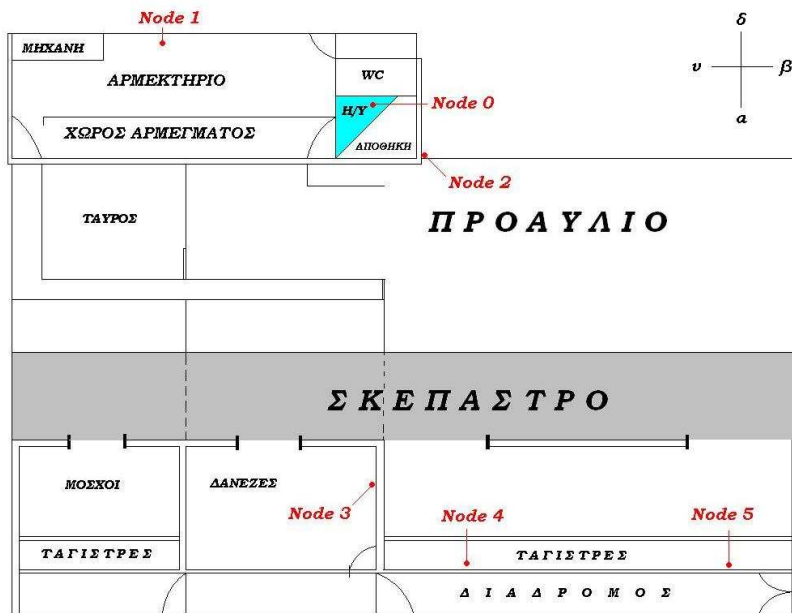 Node 1
δ
ΜΗΧΑΝΗ
υ β
ΑΡΜΕΚΤΗΡΙΟ
WC
Η/Υ
Node 0
α
ΧΩΡΟΣ ΑΡΜΕΓΜΑΤΟΣ
ΑΠΟΘΗΚΗ
Node 2
ΤΑΥΡΟΣ
ΠΡΟΑΥΛΙΟ
ΣΚΕΠΑΣΤΡΟ
ΜΟΣΧΟΙ
ΔΑΝΕΖΕΣ
Node 3
Node 4
Node 5
ΤΑΓΙΣΤΡΕΣ
ΤΑΓΙΣΤΡΕΣ
ΔΙΑΔΡΟΜΟΣ